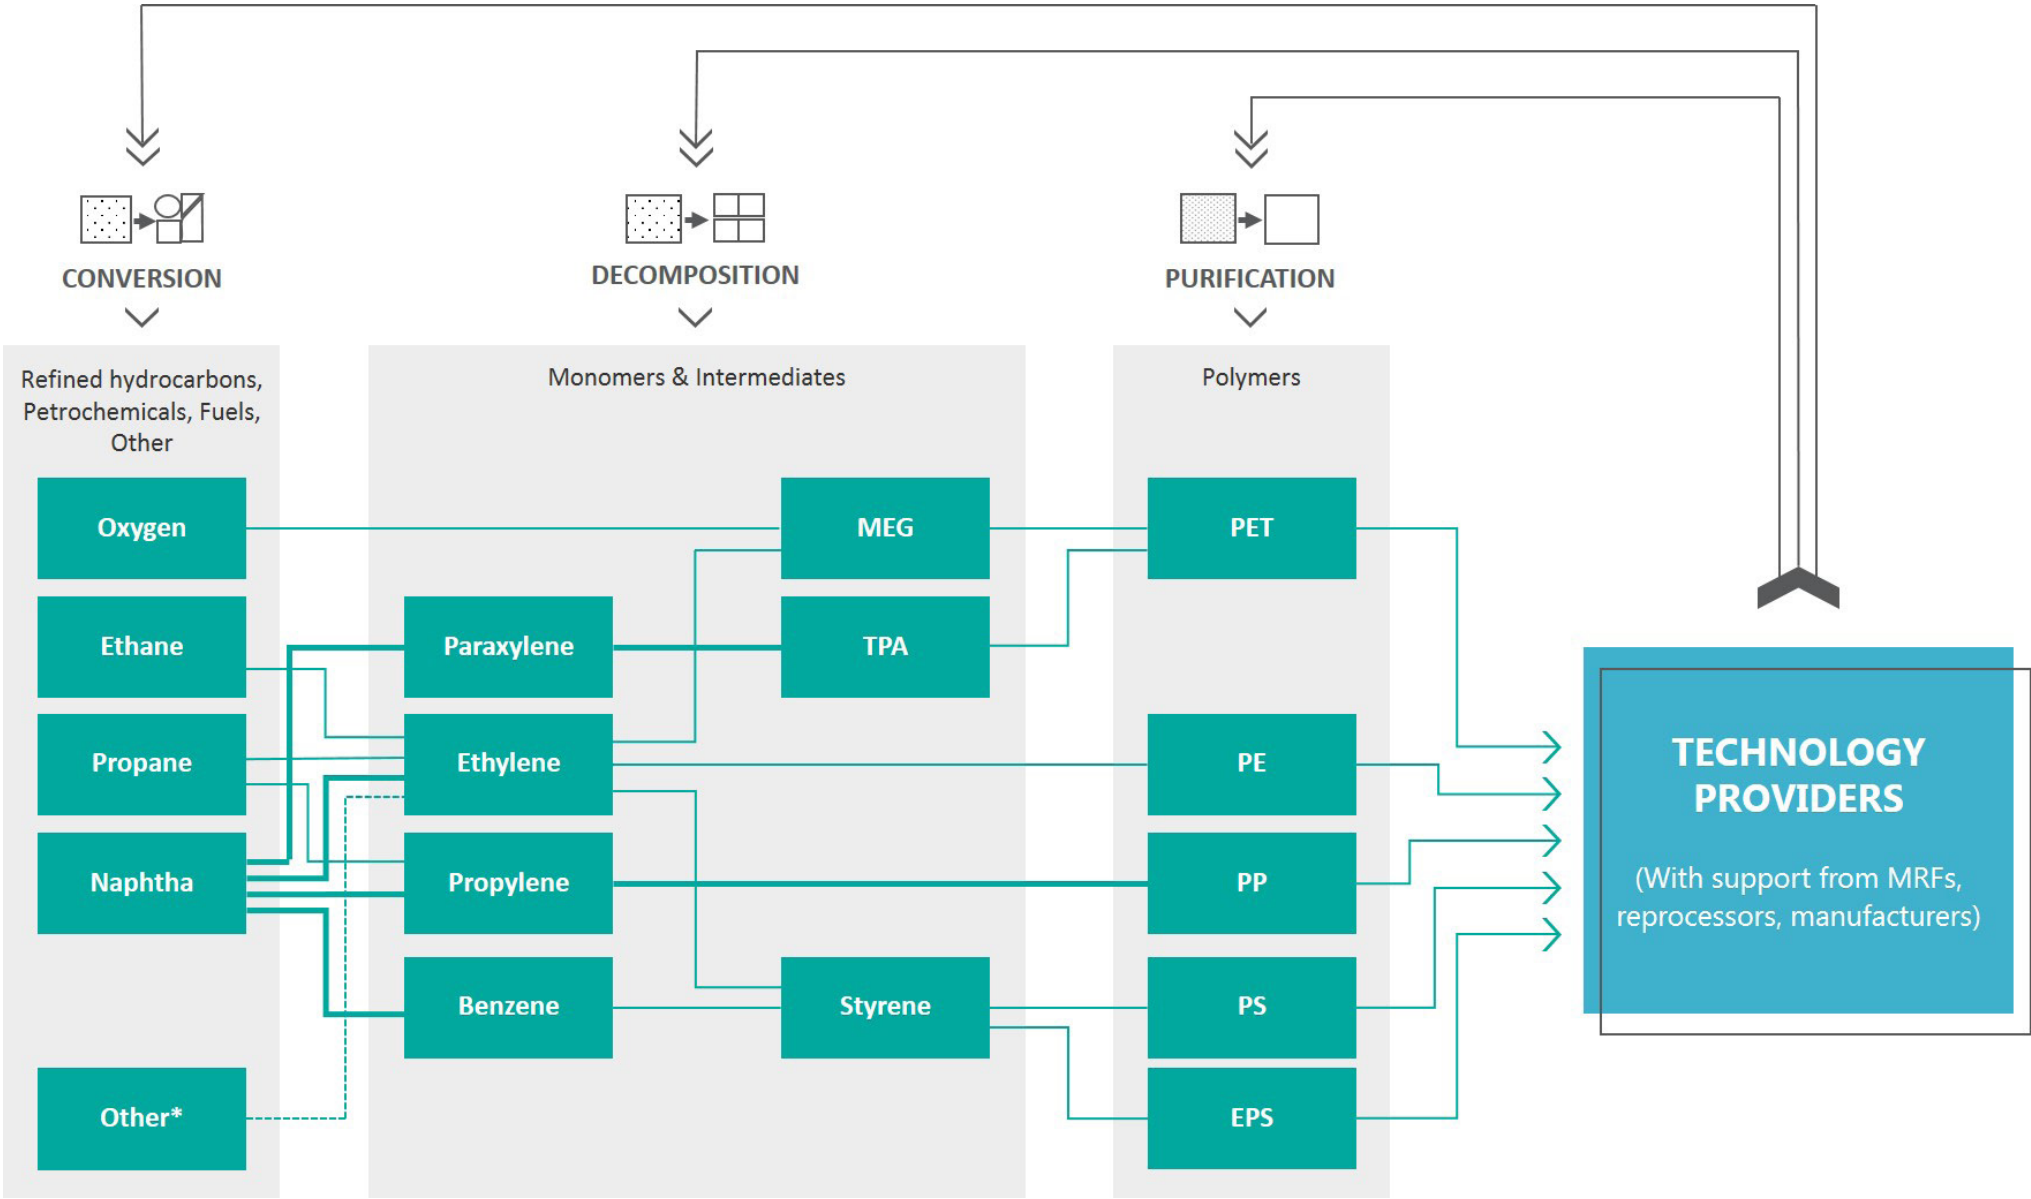 CONVERSION
DECOMPOSITION
PURIFICATION
Refined hydrocarbons,
Petrochemicals, Fuels,
Other
Monomers & Intermediates
Polymers
Oxygen
MEG
PET
Ethane
Paraxylene
TPA
Propane
Ethylene
PE
Naphtha
Propylene
PP
Benzene
Styrene
PS
Other*
EPS
TECHNOLOGY
PROVIDERS
(With support from MRFs,
reprocessors, manufacturers)